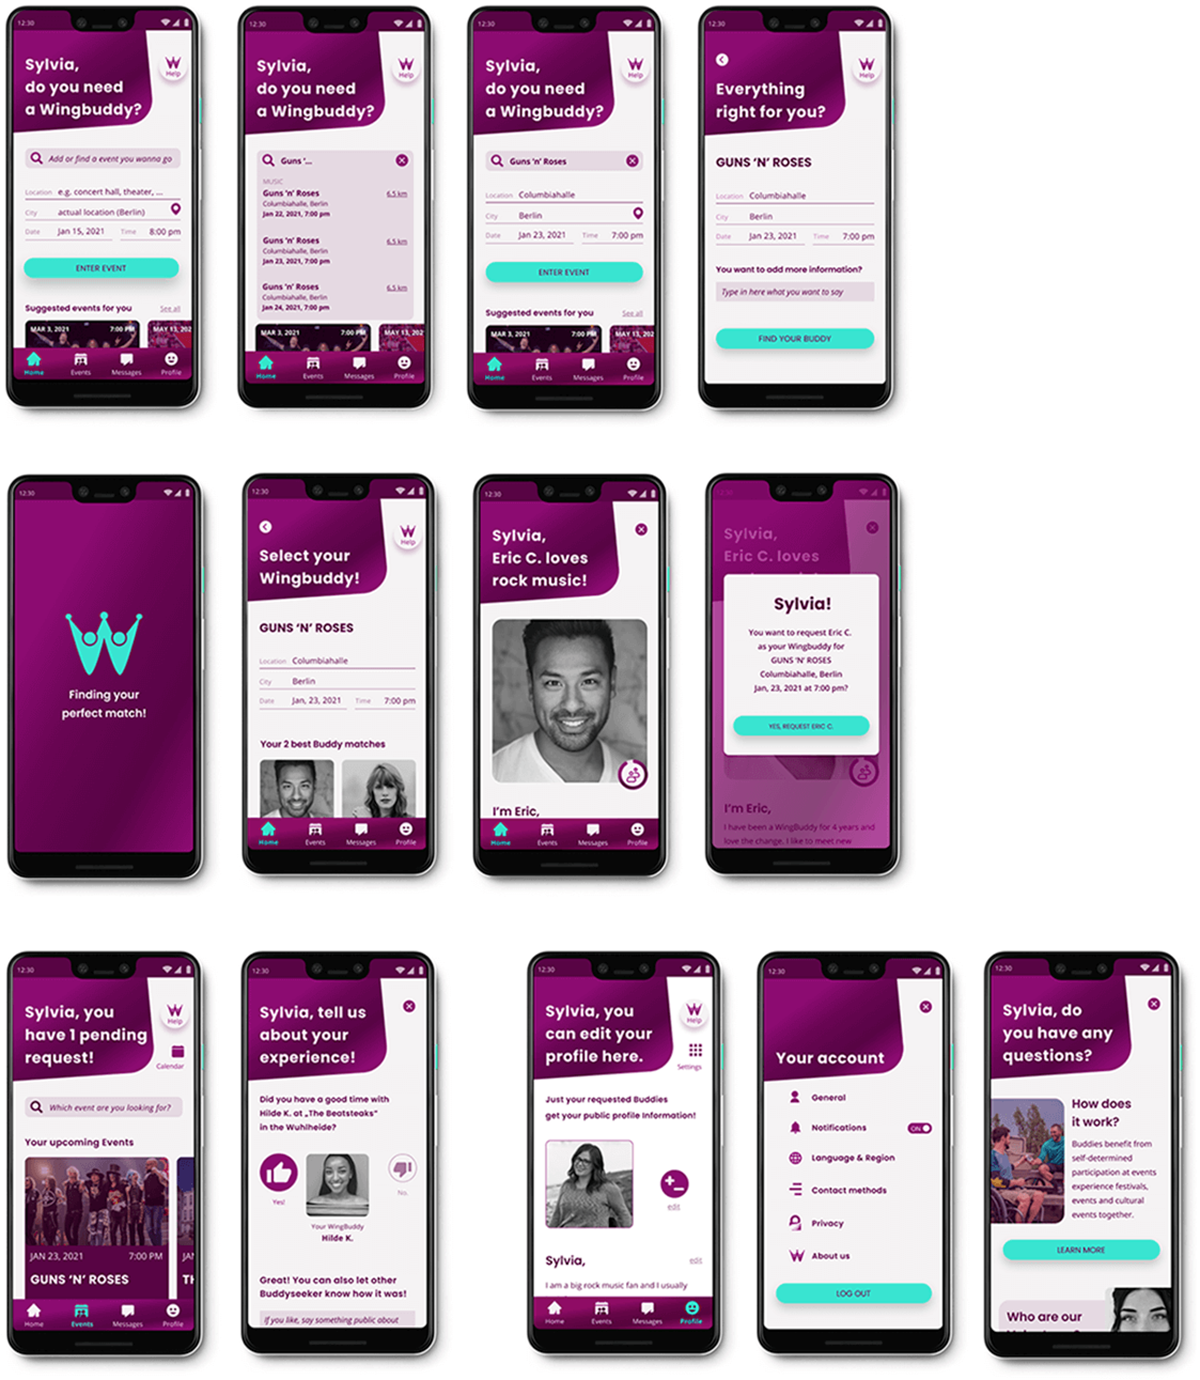 12:30
Sylvia,
do you need
a Wingbuddy?
Help
Add or find a event you wanna go
Location e.g. concert hall, theater, ...
City actual location (Berlin)
Date Jan 15, 2021 Time 8:00 pm
ENTER EVENT
Suggested events for you See all
MAR 3, 2021 7:00 PM MAY 13, 202
Home Events Messages Profile
12:30
Sylvia,
do you need
a Wingbuddy?
Help
Guns '...
MUSIC
Guns 'n' Roses 6,5 km
Columbiahalle, Berlin
Jan 22, 2021, 7:00 pm
Guns 'n' Roses 6,5 km
Columbiahalle, Berlin
Jan 23, 2021, 7:00 pm
Guns 'n' Roses 6,5 km
Columbiahalle, Berlin
Jan 24, 2021, 7:00 pm
MAR 3, 2021 7:00 PM MAY 13, 202
Home Events Messages Profile
12:30
Sylvia,
do you need
a Wingbuddy?
Help
Guns 'n' Roses
Location Columbiahalle
City Berlin
Date Jan 23, 2021 Time 7:00 pm
ENTER EVENT
Suggested events for you See all
MAR 3, 2021 7:00 PM MAY 13, 202
Home Events Messages Profile
12:30
Everything
right for you?
Help
GUNS 'N' ROSES
Location Columbiahalle
City Berlin
Date Jan 23, 2021 Time 7:00 pm
You want to add more information?
Type in here what you want to say
FIND YOUR BUDDY
12:30
Finding your
perfect match!
12:30
Select your
Wingbuddy!
Help
GUNS 'N' ROSES
Location Columbiahalle
City Berlin
Date Jan, 23, 2021 Time 7:00 pm
Your 2 best Buddy matches
Home Events Messages Profile
12:30
Sylvia,
Eric C. loves
rock music!
I'm Eric,
Home Events Messages Profile
12:30
Sylvia,
Eric C. loves
Sylvia!
You want to request Eric C.
as your Wingbuddy for
GUNS 'N' ROSES
Columbiahalle, Berlin
Jan, 23, 2021 at 7:00 pm?
YES, REQUEST ERIC C.
I'm Eric,
I have been a WingBuddy for 4 years and
love the change. I like to meet new
12:30
Sylvia, you
have 1 pending
request!
Help
Calendar
Which event are you looking for?
Your upcoming Events
JAN 23, 2021 7:00 PM JAN
GUNS 'N' ROSES TH
Home Events Messages Profile
12:30
Sylvia, tell us
about your
experience!
Did you have a good time with
Hilde K. at „The Beatsteaks"
in the Wuhlheide?
Yes!
No.
Your WingBuddy
Hilde K.
Great! You can also let other
Buddyseeker know how it was!
if you like, say something public about
12:30
Sylvia, you
can edit your
profile here.
Help
Settings
Just your requested Buddies
get your public profile Information!
edit
Sylvia, edit
I am a big rock music fan and I usually
Home Events Messages Profile
12:30
Your account
General
Notifications ON
Language & Region
Contact methods
Privacy
About us
LOG OUT
12:30
Sylvia, do
you have any
questions?
How does
it work?
Buddies benefit from
self-determined
participation at events
experience festivals,
events and cultural
events together.
LEARN MORE
Who are our